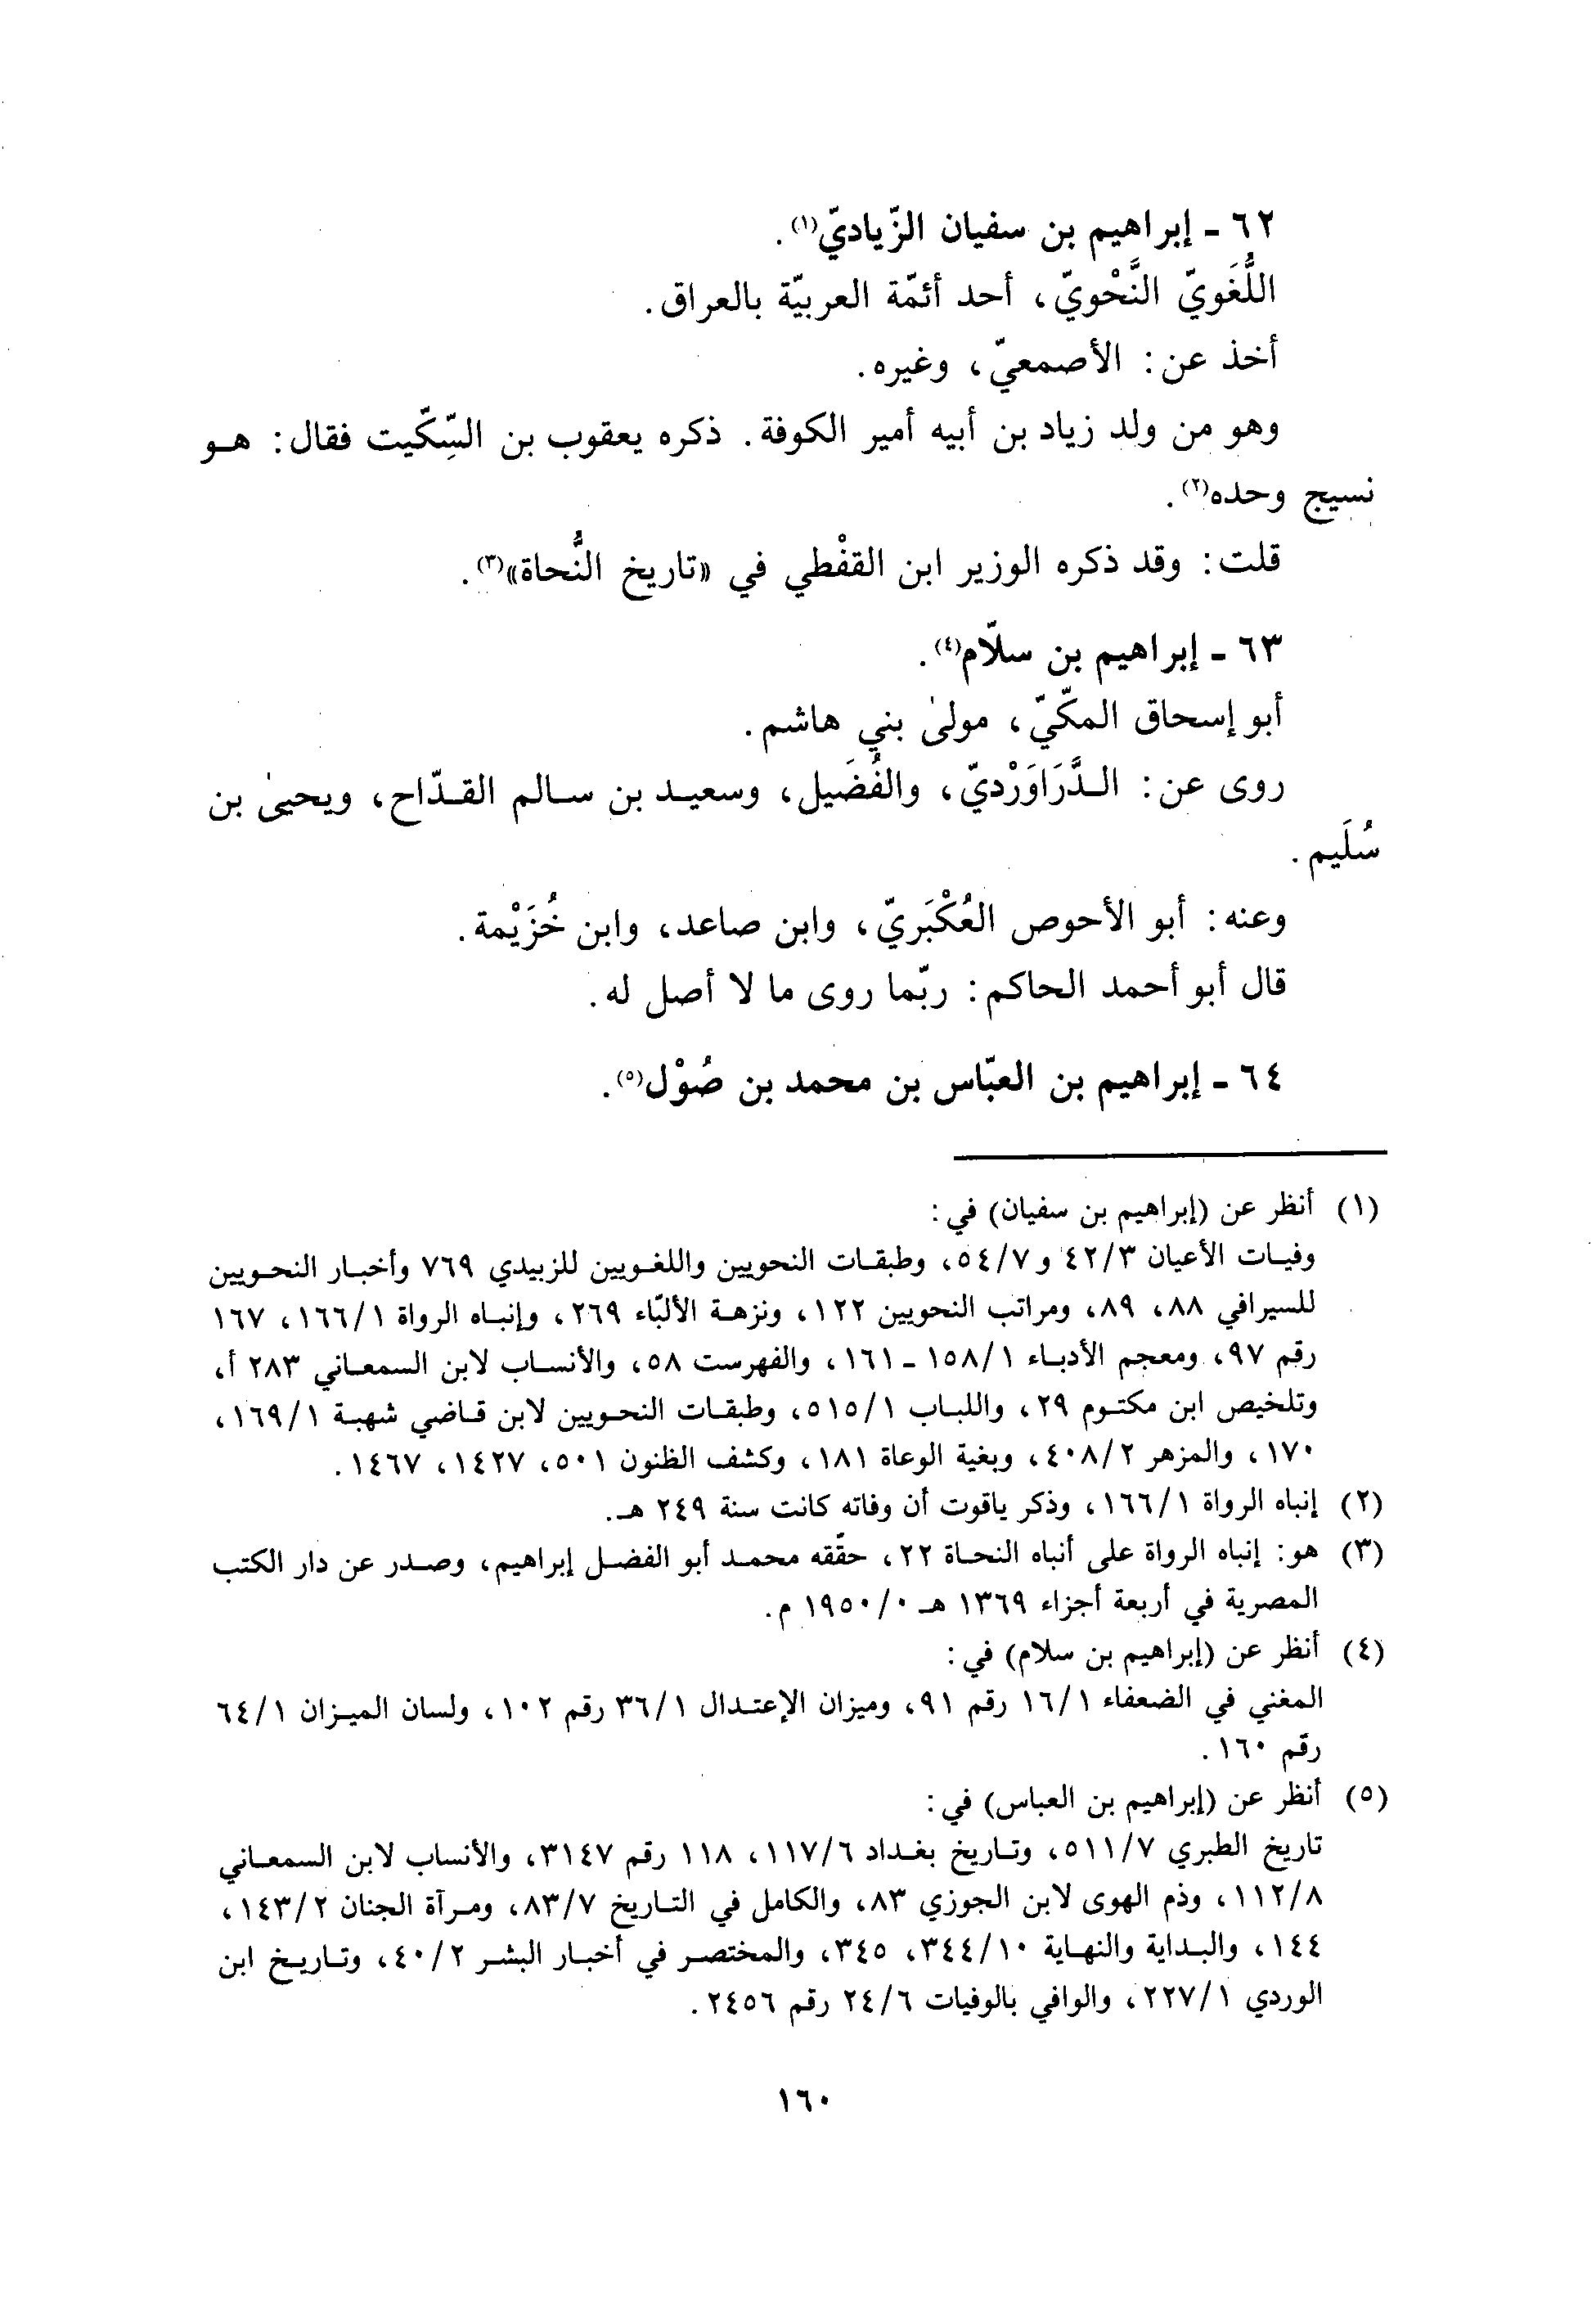 ٦٢ - إبراهيم بن سفيان الزّياديّ(١).
اللُّغَويّ النَّحْويّ، أحد أئمّة العربيّة بالعراق.
أخذ عن: الأصمعيّ، وغيره.
وهو من ولد زياد بن أبيه أمير الكوفة. ذكره يعقوب بن السِّكّيت فقال: هو
نسيج وحده(٢).
قلت: وقد ذكره الوزير ابن القفْطي في «تاريخ النُّحاة»(٣).
٦٣ - إبراهيم بن سلاّم(٤).
أبو إسحاق المكّيّ، مولىٰ بني هاشم.
روى عن: الدَّرَاوَرْديّ، والفُضَيل، وسعيد بن سالم القدّاح، ويحيىٰ بن
سُلَيم.
وعنه: أبو الأحوص العُكْبَريّ، وابن صاعد، وابن خُزَيْمة.
قال أبو أحمد الحاكم: ربّما روى ما لا أصل له.
٦٤ - إبراهيم بن العبّاس بن محمد بن صُوْل(٥).
(١) أنظر عن (إبراهيم بن سفيان) في:
وفيات الأعيان ٤٢/٣ و ٥٤/٧، وطبقات النحويين واللغويين للزبيدي ٧٦٩ وأخبار النحويين
للسيرافي ٨٨، ٨٩، ومراتب النحويين ١٢٢، ونزهة الألبّاء ٢٦٩، وإنباه الرواة ١٦٦/١، ١٦٧
رقم ٩٧، ومعجم الأدباء ١٥٨/١ - ١٦١، والفهرست ٥٨، والأنساب لابن السمعاني ٢٨٣ أ،
وتلخيص ابن مكتوم ٢٩، واللباب ٥١٥/١، وطبقات النحويين لابن قاضي شهبة ١٦٩/١،
١٧٠، والمزهر ٤٠٨/٢، وبغية الوعاة ١٨١، وكشف الظنون ٥٠١، ١٤٢٧، ١٤٦٧.
(٢) إنباه الرواة ١٦٦/١، وذكر ياقوت أن وفاته كانت سنة ٢٤٩ هـ.
(٣) هو: إنباه الرواة على أنباه النحاة ٢٢، حقّقه محمد أبو الفضل إبراهيم، وصدر عن دار الكتب
المصرية في أربعة أجزاء ١٣٦٩ هـ ١٩٥٠/٠ م.
(٤) أنظر عن (إبراهيم بن سلام) في:
المغني في الضعفاء ١٦/١ رقم ٩١، وميزان الإعتدال ٣٦/١ رقم ١٠٢، ولسان الميزان ٦٤/١
رقم ١٦٠.
(٥) أنظر عن (إبراهيم بن العباس) في:
تاريخ الطبري ٥١١/٧، وتاريخ بغداد ١١٧/٦، ١١٨ رقم ٣١٤٧، والأنساب لابن السمعاني
١١٢/٨، وذم الهوى لابن الجوزي ٨٣، والكامل في التاريخ ٨٣/٧، ومرآة الجنان ١٤٣/٢،
١٤٤، والبداية والنهاية ٣٤٤/١٠، ٣٤٥، والمختصر في أخبار البشر ٤٠/٢، وتاريخ ابن
الوردي ٢٢٧/١، والوافي بالوفيات ٢٤/٦ رقم ٢٤٥٦.
١٦٠